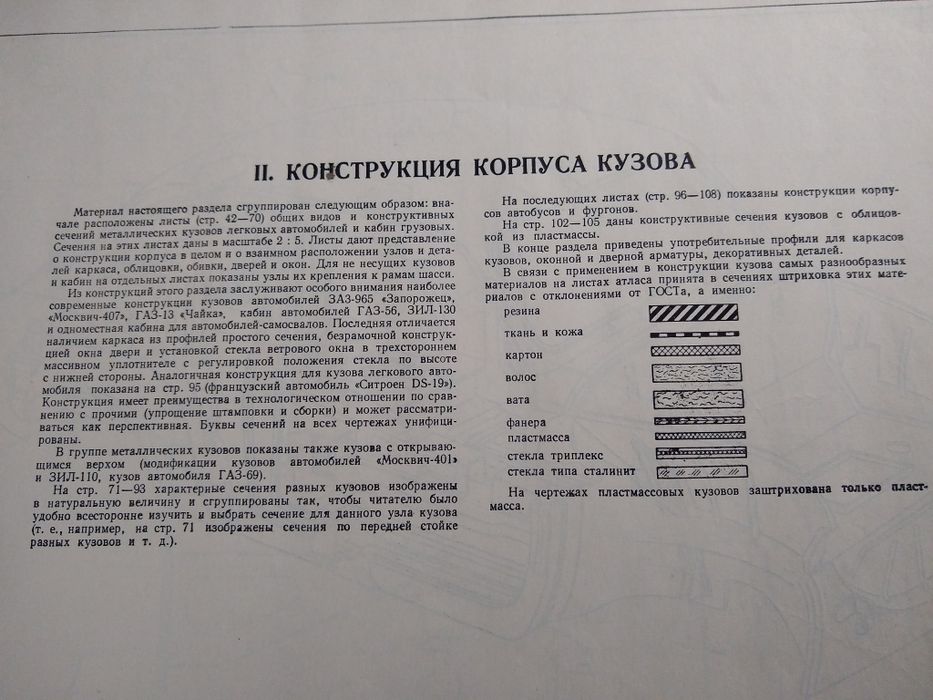 II. КОНСТРУКЦИЯ КОРПУСА КУЗОВА
Материал настоящего раздела сгруппирован следующим образом: вна-
чале расположены листы (стр. 42—70) общих видов и конструктивных
сечений металлических кузовов легковых автомобилей и кабин грузовых.
Сечения на этих листах даны в масштабе 2 : 5. Листы дают представление
о конструкции корпуса в целом и о взаимном расположении узлов и дета-
лей каркаса, облицовки, обивки, дверей и окон. Для не несущих кузовов
и кабин на отдельных листах показаны узлы их крепления к рамам шасси.
Из конструкций этого раздела заслуживают особого внимания наиболее
современные конструкции кузовов автомобилей ЗАЗ-965 «Запорожец»,
«Москвич-407», ГАЗ-13 «Чайка», кабин автомобилей ГАЗ-56, ЗИЛ-130
и одноместная кабина для автомобилей-самосвалов. Последняя отличается
наличием каркаса из профилей простого сечения, безрамочной конструк-
цией окна двери и установкой стекла ветрового окна в трехстороннем
массивном уплотнителе с регулировкой положения стекла по высоте
с нижней стороны. Аналогичная конструкция для кузова легкового авто-
мобиля показана на стр. 95 (французский автомобиль «Ситроен DS-19»).
Конструкция имеет преимущества в технологическом отношении по срав-
нению с прочими (упрощение штамповки и сборки) и может рассматри-
ваться как перспективная. Буквы сечений на всех чертежах унифици-
рованы.
В группе металлических кузовов показаны также кузова с открываю-
щимся верхом (модификации кузовов автомобилей «Москвич-401»
и ЗИЛ-110, кузов автомобиля ГАЗ-69).
На стр. 71—93 характерные сечения разных кузовов изображены
в натуральную величину и сгруппированы так, чтобы читателю было
удобно всесторонне изучить и выбрать сечение для данного узла кузова
(т. е., например, на стр. 71 изображены сечения по передней стойке
разных кузовов и т. д.).
На последующих листах (стр. 96—108) показаны конструкции корпу-
сов автобусов и фургонов.
На стр. 102—105 даны конструктивные сечения кузовов с облицов-
кой из пластмассы.
В конце раздела приведены употребительные профили для каркасов
кузовов, оконной и дверной арматуры, декоративных деталей.
В связи с применением в конструкции кузова самых разнообразных
материалов на листах атласа принята в сечениях штриховка этих мате-
риалов с отклонениями от ГОСТа, а именно:
резина
ткань и кожа
картон
волос
вата
фанера
пластмасса
стекла триплекс
стекла типа сталинит
На чертежах пластмассовых кузовов заштрихована только пласт-
масса.